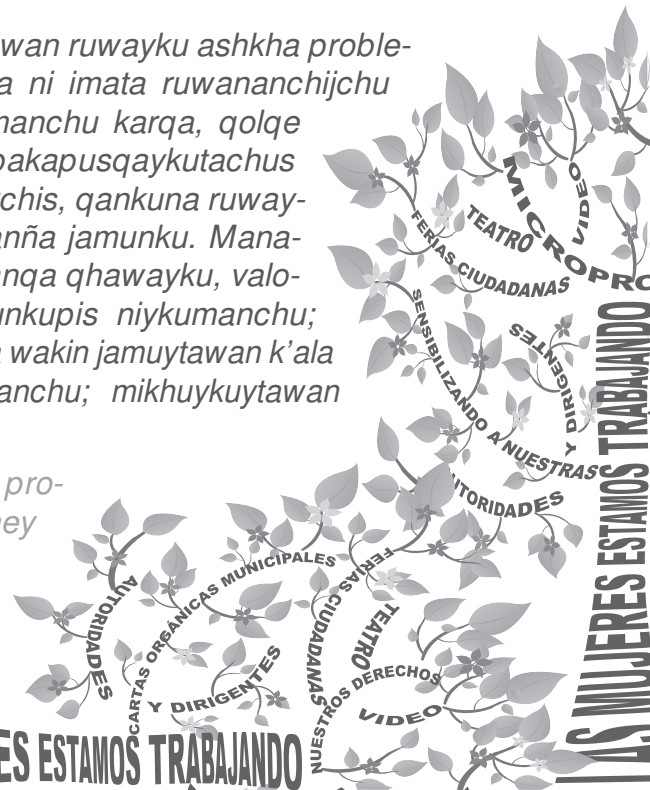 wan ruwayku ashkha proble-
a ni imata ruwananchijchu
manchu karqa, qolqe
pakapusqaykutachus
chis, qankuna ruway-
anña jamunku. Mana-
nqa qhawayku, valo-
unkupis niykumanchu;
wakin jamuytawan k’ala
anchu; mikhuykuytawan
pro-
ey
MICROPRO
VIDEO
TEATRO
FERIAS CIUDADANAS
SENSIBILIZANDO A NUESTRAS
AUTORIDADES
Y DIRIGENTES
LAS MUJERES ESTAMOS TRABAJANDO
AUTORIDADES
CARTAS ORGÁNICAS MUNICIPALES
Y DIRIGENTES
FERIAS CIUDADANAS
TEATRO
NUESTROS DERECHOS
VIDEO
ES ESTAMOS TRABAJANDO